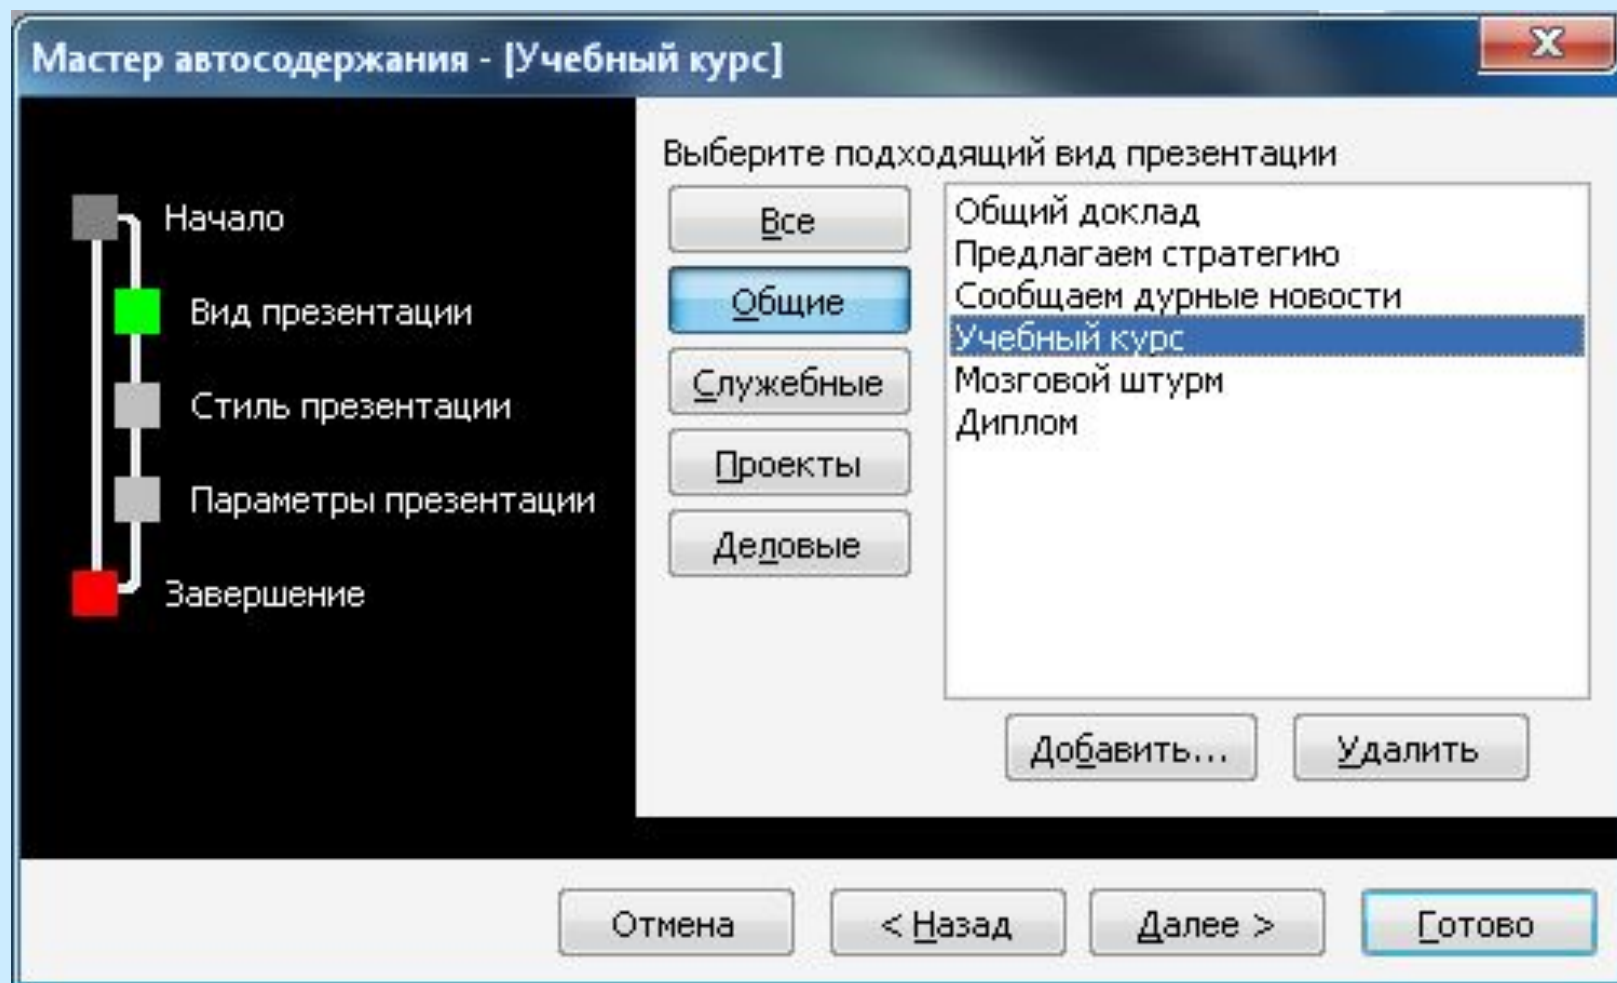 Мастер автосодержания - [Учебный курс]
X
Начало
Вид презентации
Стиль презентации
Параметры презентации
Завершение
Выберите подходящий вид презентации
Все
Общие
Служебные
Проекты
Деловые
Общий доклад
Предлагаем стратегию
Сообщаем дурные новости
Учебный курс
Мозговой штурм
Диплом
Добавить... Удалить
Отмена < Назад Далее > Готово